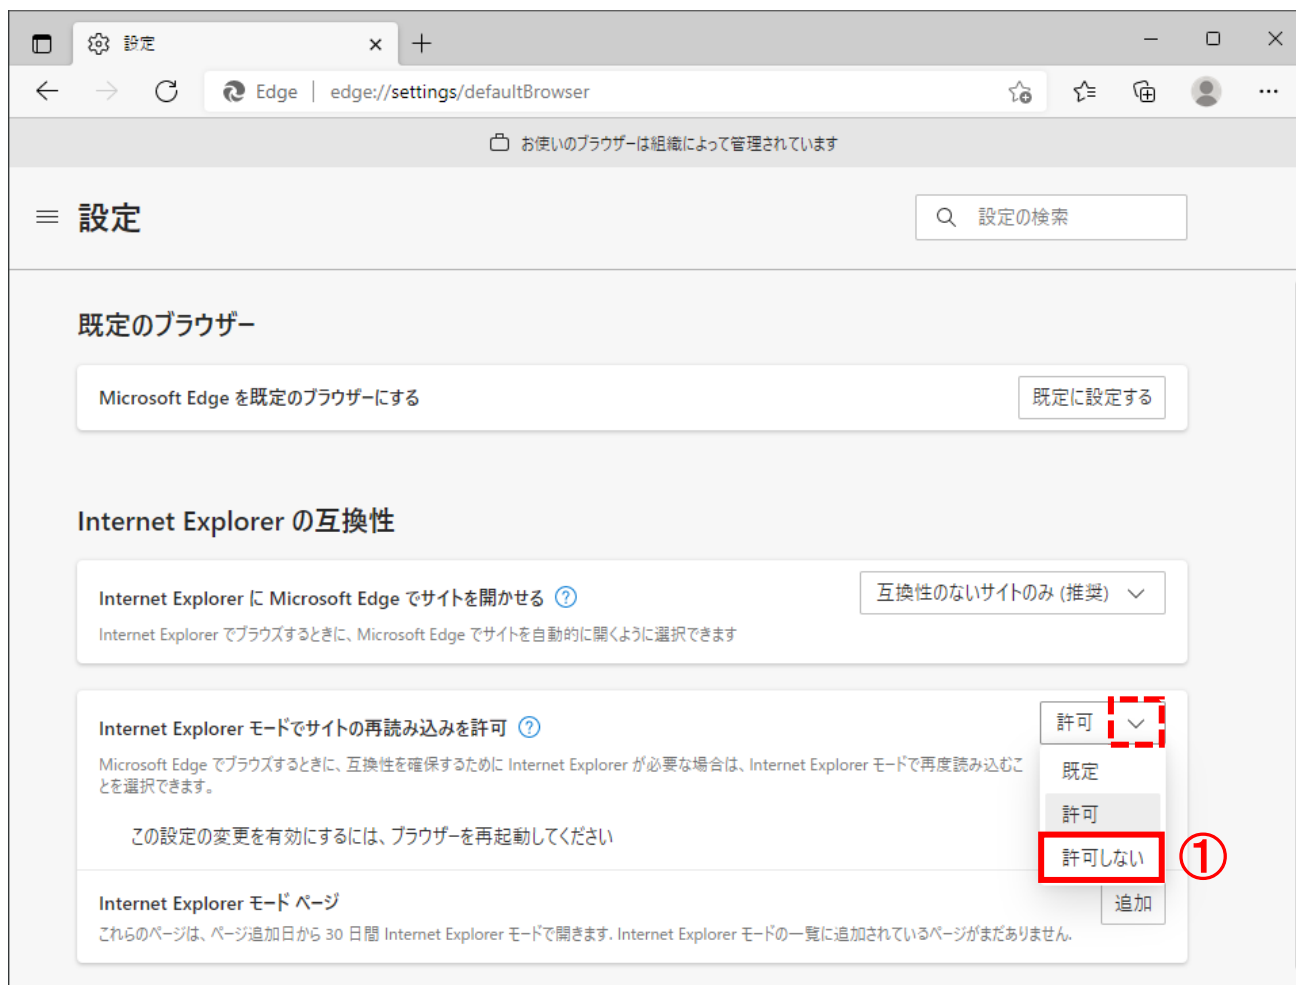 設定
Edge | edge://settings/defaultBrowser
お使いのブラウザーは組織によって管理されています
設定
設定の検索
既定のブラウザー
Microsoft Edge を既定のブラウザーにする
既定に設定する
Internet Explorer の互換性
Internet Explorer に Microsoft Edge でサイトを開かせる ?
互換性のないサイトのみ (推奨)
Internet Explorer でブラウズするときに、Microsoft Edge でサイトを自動的に開くように選択できます
Internet Explorer モードでサイトの再読み込みを許可 ?
許可
Microsoft Edge でブラウズするときに、互換性を確保するために Internet Explorer が必要な場合は、Internet Explorer モードで再度読み込むこ
とを選択できます。
既定
許可
許可しない
①
この設定の変更を有効にするには、ブラウザーを再起動してください
Internet Explorer モード ページ
追加
これらのページは、ページ追加日から 30 日間 Internet Explorer モードで開きます. Internet Explorer モードの一覧に追加されているページがまだありません.